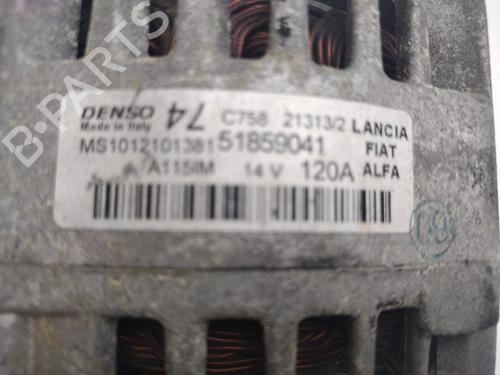 B-PARTS
DENSO 74 C758 21313/2 LANCIA
Made in Italy
MS1012101381 51859041 FIAT
A115IM 14 V 120A ALFA